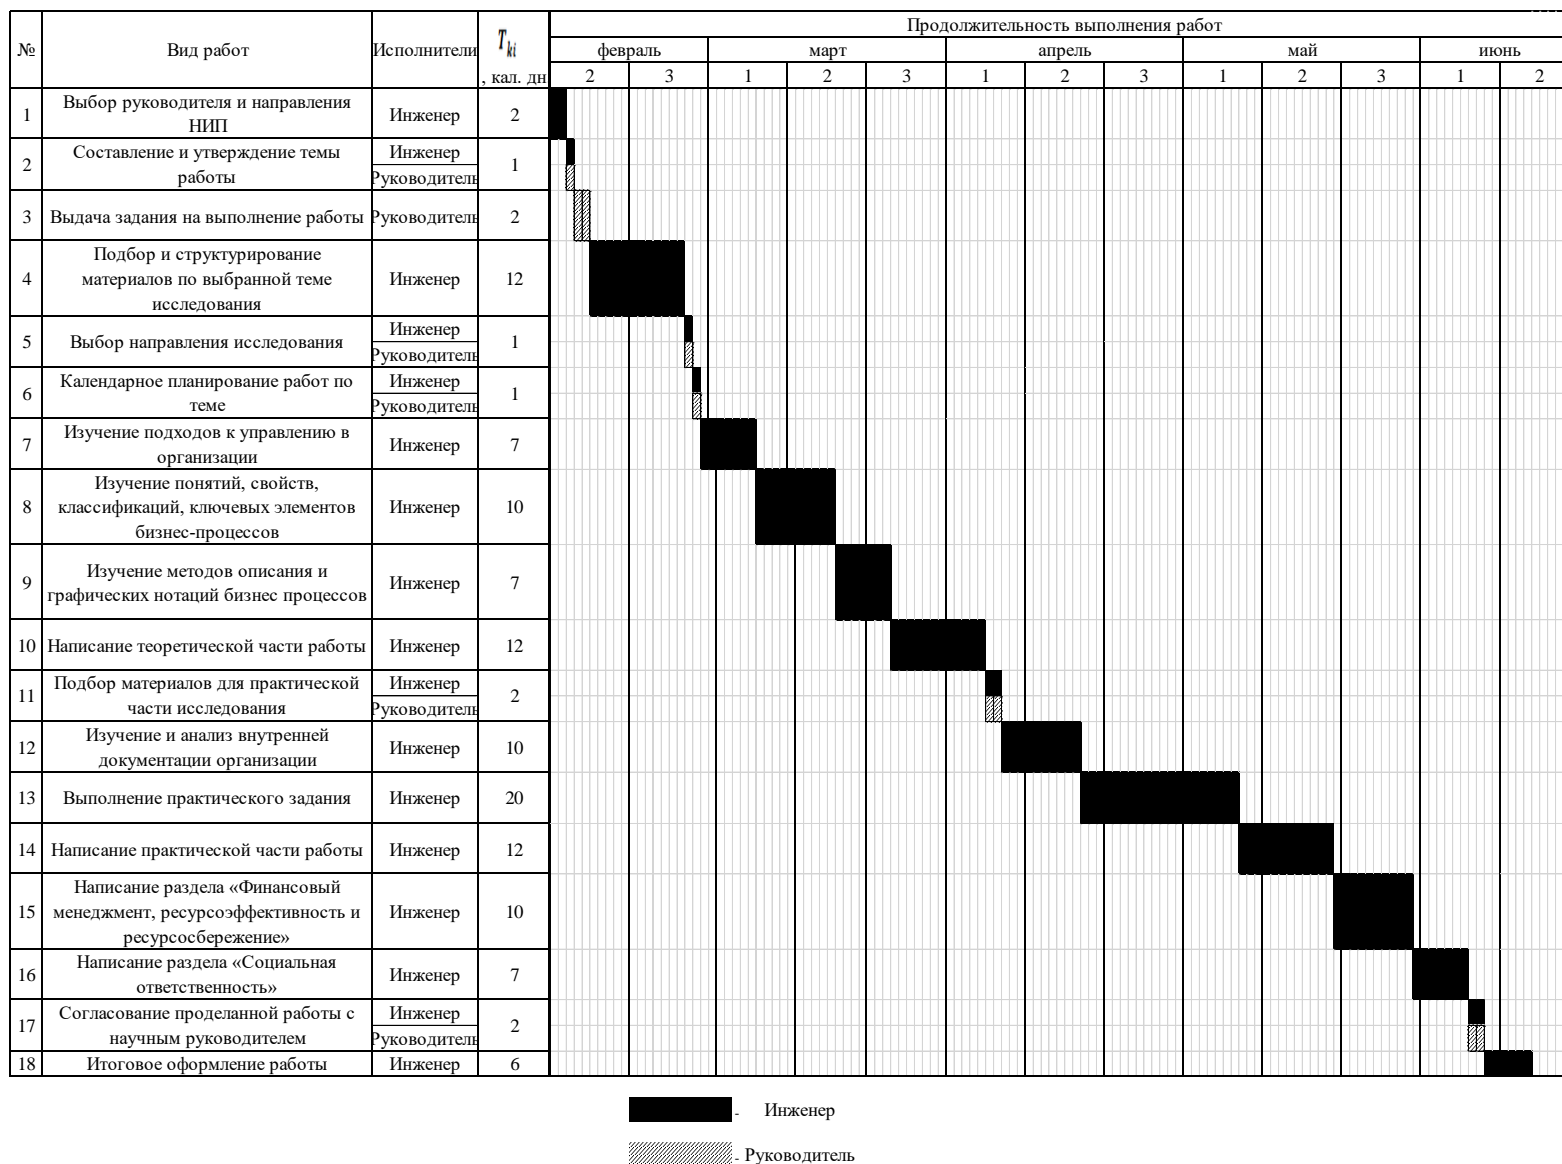 Продолжительность выполнения работ
№ Вид работ Исполнители T_ki
февраль март апрель май июнь
, кал. дн
2 3 1 2 3 1 2 3 1 2 3 1 2
1 Выбор руководителя и направления
НИП
Инженер 2
2 Составление и утверждение темы
работы
Инженер
Руководитель
1
3 Выдача задания на выполнение работы Руководитель 2
4 Подбор и структурирование
материалов по выбранной теме
исследования
Инженер 12
5 Выбор направления исследования
Инженер
Руководитель
1
6 Календарное планирование работ по
теме
Инженер
Руководитель
1
7 Изучение подходов к управлению в
организации
Инженер 7
8 Изучение понятий, свойств,
классификаций, ключевых элементов
бизнес-процессов
Инженер 10
9 Изучение методов описания и
графических нотаций бизнес процессов
Инженер 7
10 Написание теоретической части работы Инженер 12
11 Подбор материалов для практической
части исследования
Инженер
Руководитель
2
12 Изучение и анализ внутренней
документации организации
Инженер 10
13 Выполнение практического задания Инженер 20
14 Написание практической части работы Инженер 12
15 Написание раздела «Финансовый
менеджмент, ресурсоэффективность и
ресурсосбережение»
Инженер 10
16 Написание раздела «Социальная
ответственность»
Инженер 7
17 Согласование проделанной работы с
научным руководителем
Инженер
Руководитель
2
18 Итоговое оформление работы Инженер 6
- Инженер
- Руководитель